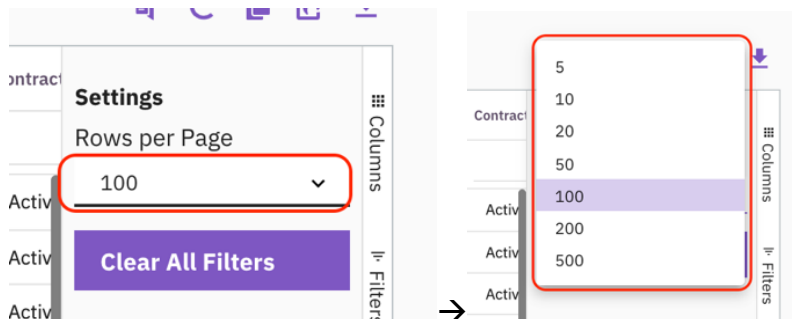 ontract
Settings
Rows per Page
100
Clear All Filters
Activ
Activ
Activ
Columns
Filters
→
Contract
5
10
20
50
100
200
500
Activ
Activ
Activ
Columns
Filters